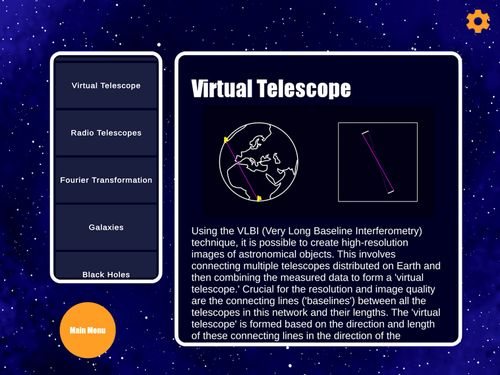 Virtual Telescope
Radio Telescopes
Fourier Transformation
Galaxies
Black Holes
Main Menu
Virtual Telescope
Using the VLBI (Very Long Baseline Interferometry)
technique, it is possible to create high-resolution
images of astronomical objects. This involves
connecting multiple telescopes distributed on Earth and
then combining the measured data to form a 'virtual
telescope.' Crucial for the resolution and image quality
are the connecting lines ('baselines') between all the
telescopes in this network and their lengths. The 'virtual
telescope' is formed based on the direction and length
of these connecting lines in the direction of the